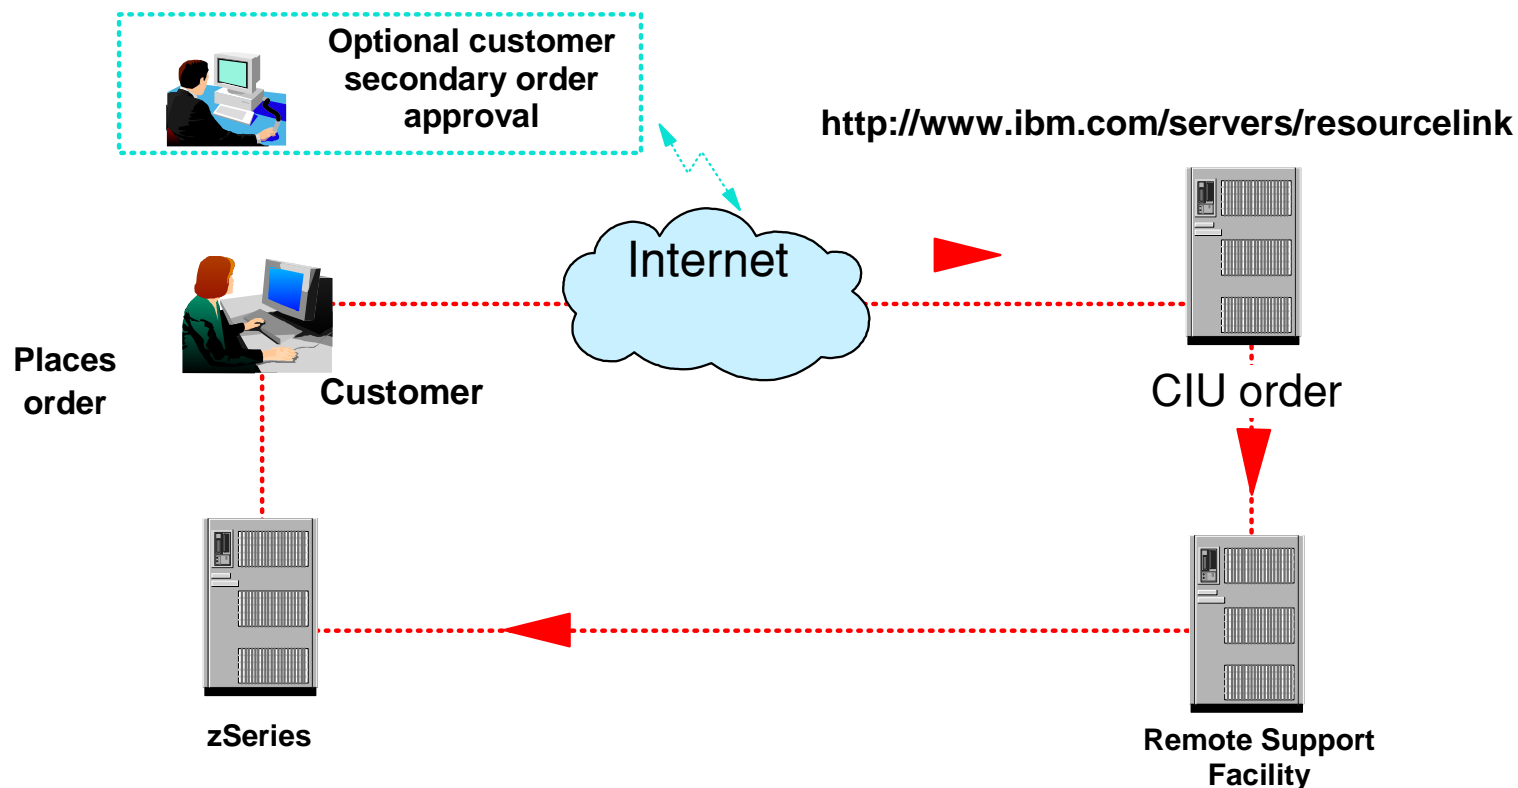 Optional customer
secondary order
approval
http://www.ibm.com/servers/resourcelink
Internet
Places
order
Customer
CIU order
zSeries
Remote Support
Facility